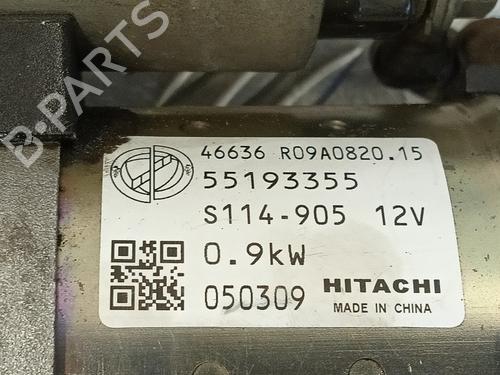 B-PARTS
46636 R09A0820.15
55193355
S114-905 12V
0.9kW
050309 HITACHI
MADE IN CHINA